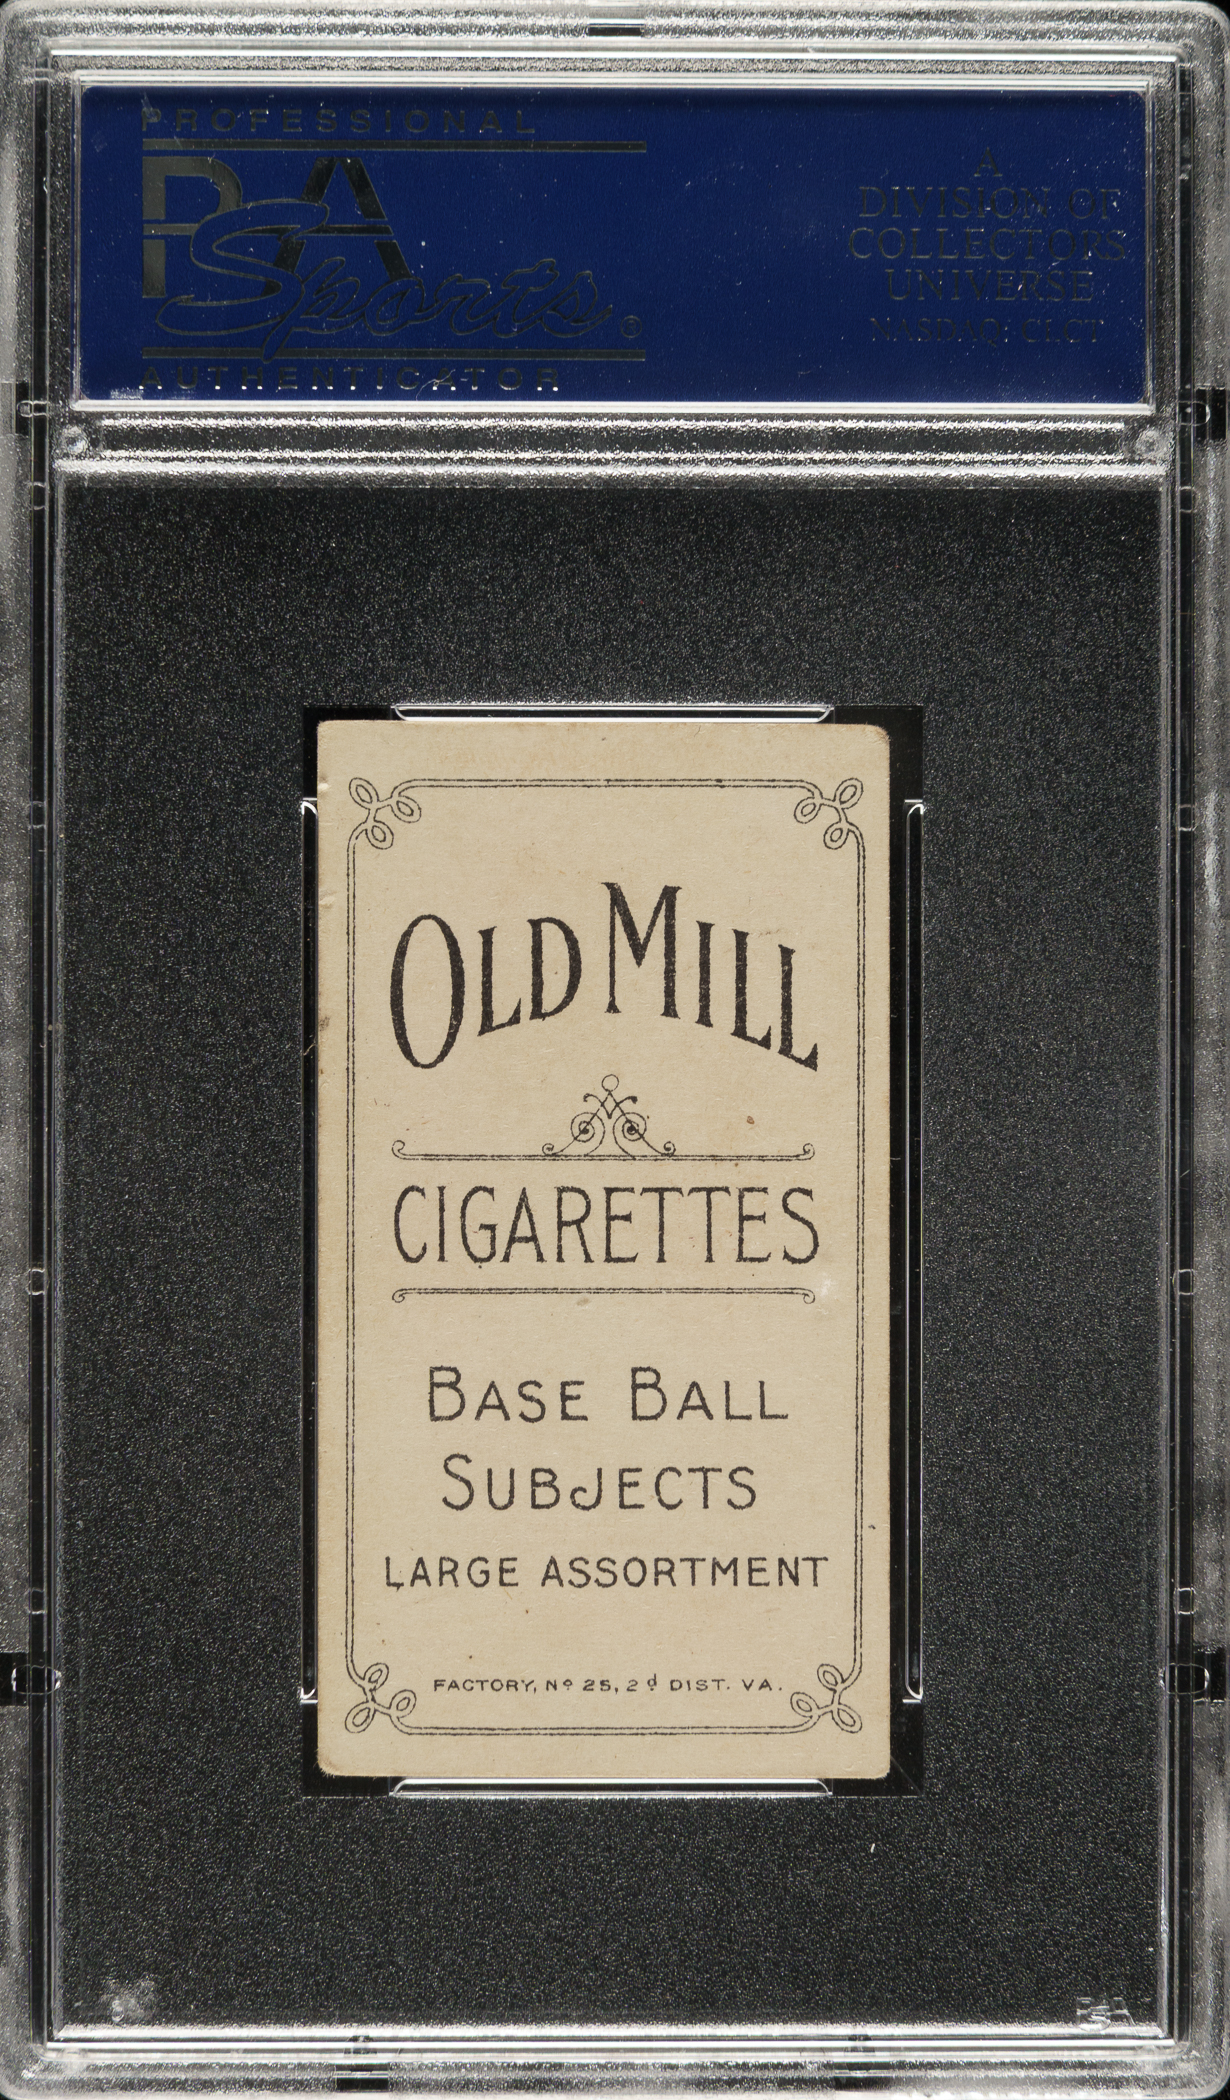 PROFESSIONAL
PSA
Sports®
AUTHENTICATOR
A
DIVISION OF
COLLECTORS
UNIVERSE
NASDAQ: CLCT
OLD MILL
CIGARETTES
BASE BALL
SUBJECTS
LARGE ASSORTMENT
FACTORY, Nº 25, 2d DIST. VA.
PSA